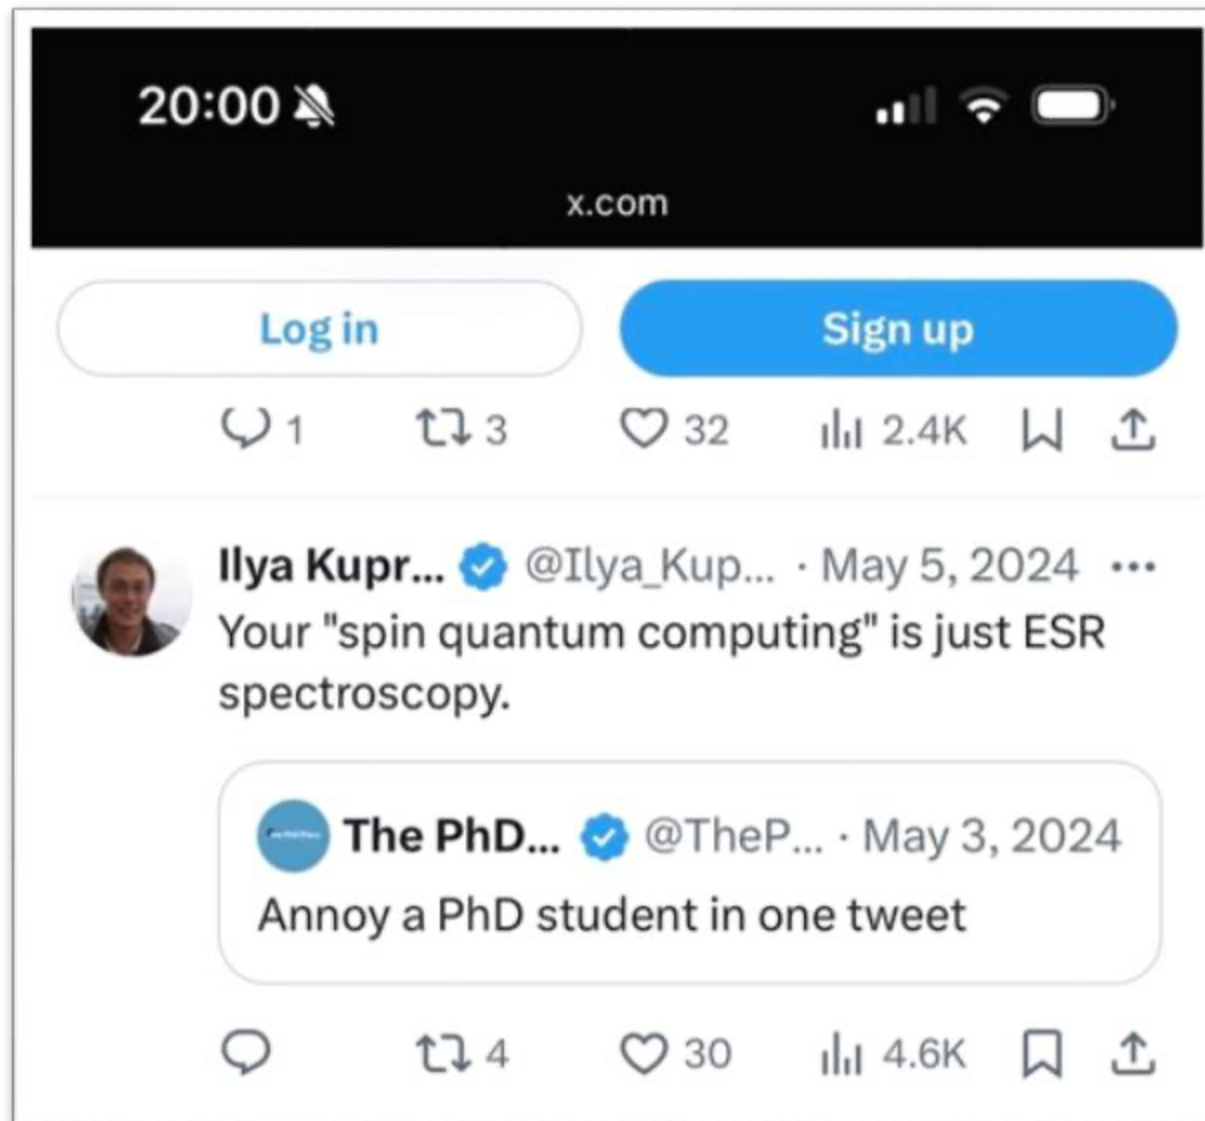 20:00
x.com
Log in Sign up
1 3 32 2.4K
Ilya Kupr... @Ilya_Kup... · May 5, 2024 ...
Your "spin quantum computing" is just ESR
spectroscopy.
The PhD... @TheP... · May 3, 2024
Annoy a PhD student in one tweet
4 30 4.6K